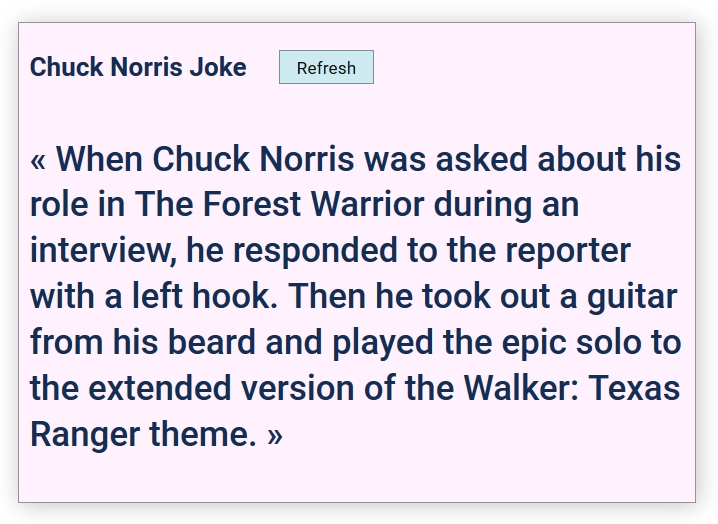 Chuck Norris Joke Refresh
« When Chuck Norris was asked about his
role in The Forest Warrior during an
interview, he responded to the reporter
with a left hook. Then he took out a guitar
from his beard and played the epic solo to
the extended version of the Walker: Texas
Ranger theme. »